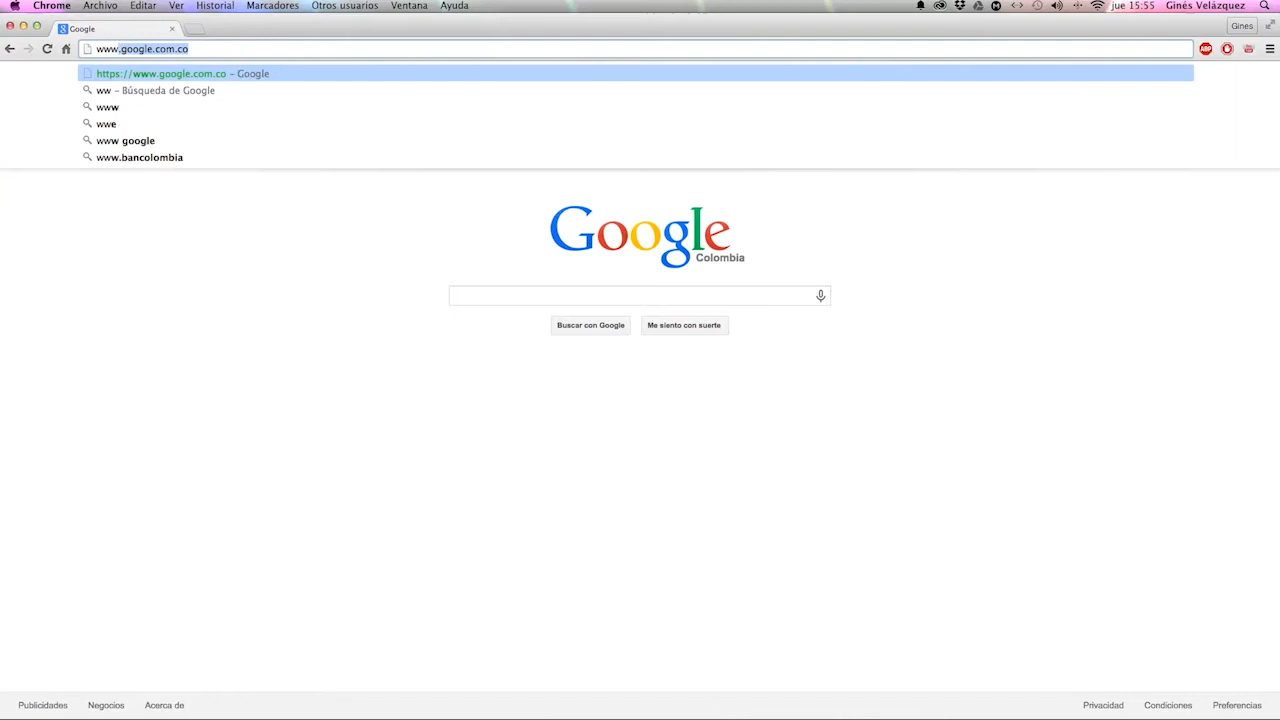 Chrome Archivo Editar Ver Historial Marcadores Otros usuarios Ventana Ayuda jue 15:55 Ginés Velázquez
Google Gines
www.google.com.co ABP
https://www.google.com.co – Google
ww – Búsqueda de Google
www
wwe
www google
www.bancolombia
Google
Colombia
Buscar con Google Me siento con suerte
Publicidades Negocios Acerca de Privacidad Condiciones Preferencias